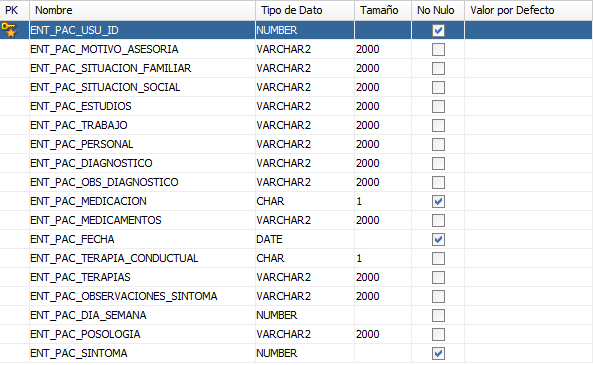 PK Nombre Tipo de Dato Tamaño No Nulo Valor por Defecto
ENT_PAC_USU_ID NUMBER
ENT_PAC_MOTIVO_ASESORIA VARCHAR2 2000
ENT_PAC_SITUACION_FAMILIAR VARCHAR2 2000
ENT_PAC_SITUACION_SOCIAL VARCHAR2 2000
ENT_PAC_ESTUDIOS VARCHAR2 2000
ENT_PAC_TRABAJO VARCHAR2 2000
ENT_PAC_PERSONAL VARCHAR2 2000
ENT_PAC_DIAGNOSTICO VARCHAR2 2000
ENT_PAC_OBS_DIAGNOSTICO VARCHAR2 2000
ENT_PAC_MEDICACION CHAR 1
ENT_PAC_MEDICAMENTOS VARCHAR2 2000
ENT_PAC_FECHA DATE
ENT_PAC_TERAPIA_CONDUCTUAL CHAR 1
ENT_PAC_TERAPIAS VARCHAR2 2000
ENT_PAC_OBSERVACIONES_SINTOMA VARCHAR2 2000
ENT_PAC_DIA_SEMANA NUMBER
ENT_PAC_POSOLOGIA VARCHAR2 2000
ENT_PAC_SINTOMA NUMBER